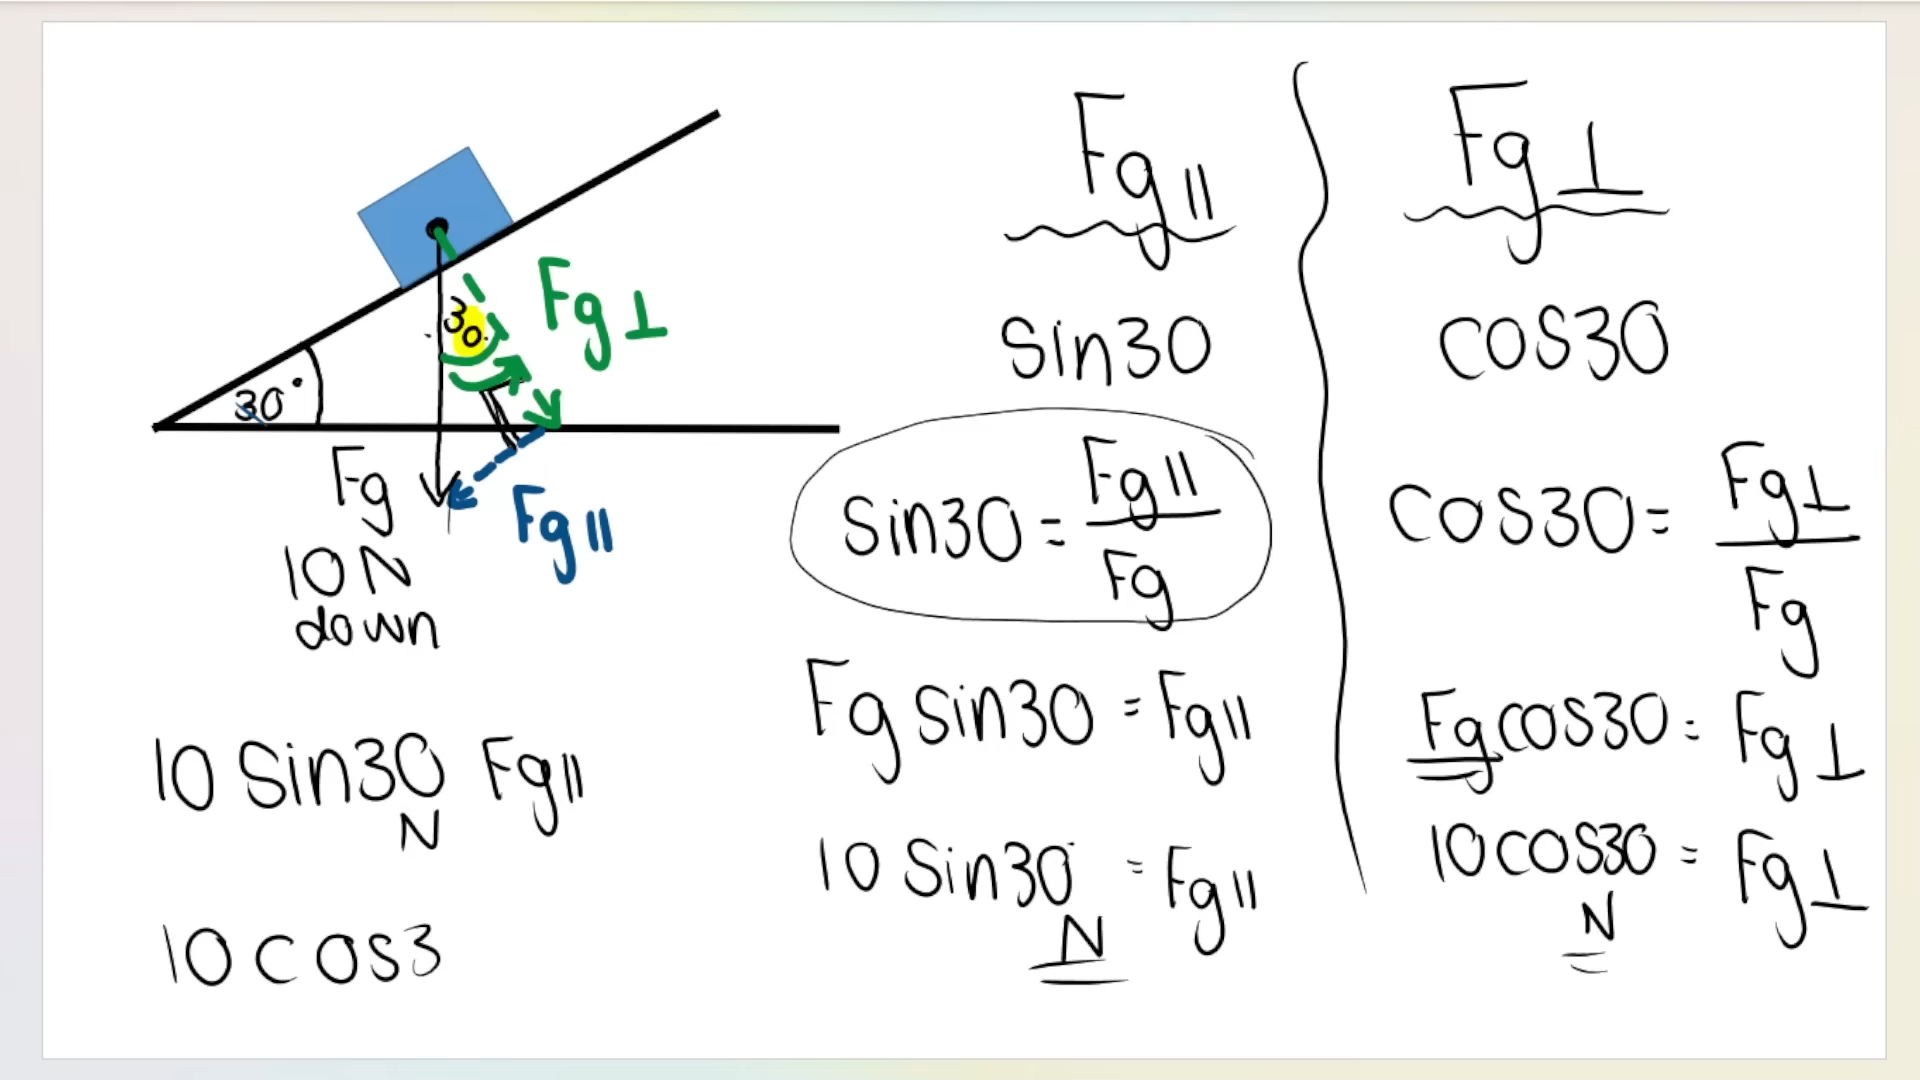 30°
30
Fg⊥
Fg
Fg||
10 N
down
10 Sin30 Fg||
N
10 cos3
Fg||
Sin30
Sin30 = Fg|| / Fg
Fg Sin30 = Fg||
10 Sin30 = Fg||
N
Fg⊥
cos30
cos30 = Fg⊥ / Fg
Fg cos30 = Fg⊥
10 cos30 = Fg⊥
N